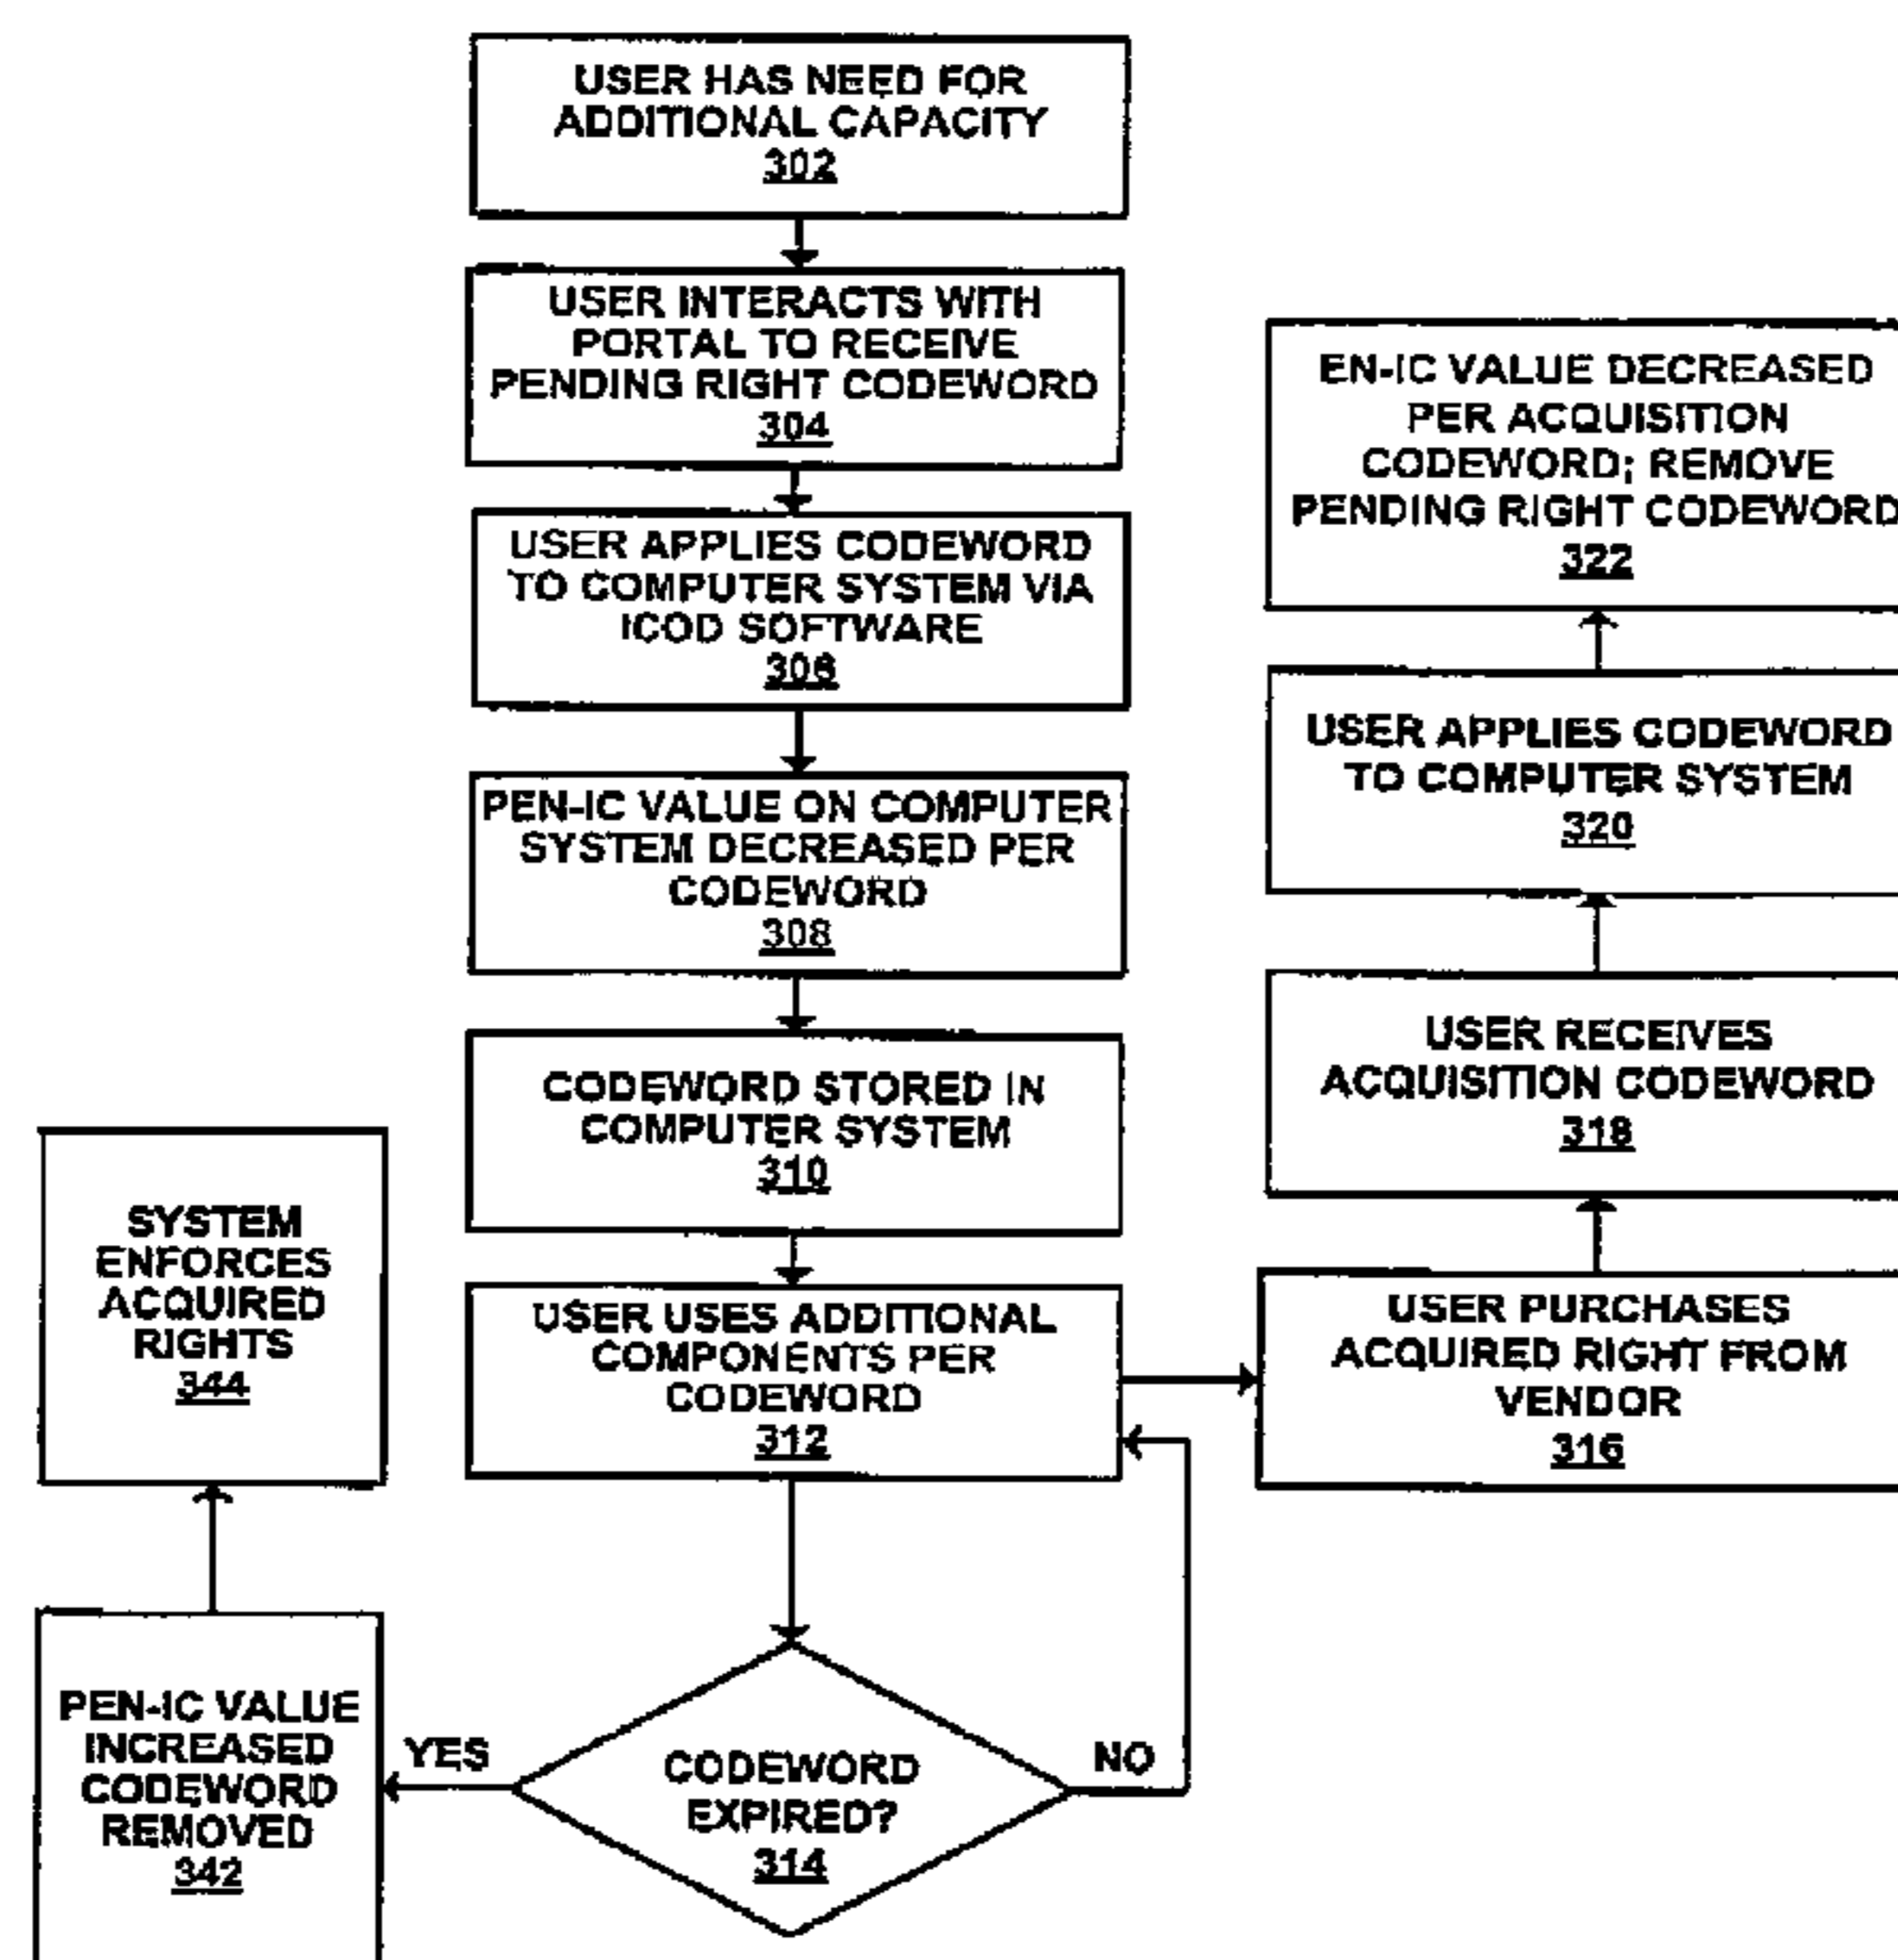 USER HAS NEED FOR
ADDITIONAL CAPACITY
302
USER INTERACTS WITH
PORTAL TO RECEIVE
PENDING RIGHT CODEWORD
304
USER APPLIES CODEWORD
TO COMPUTER SYSTEM VIA
ICOD SOFTWARE
306
PEN-IC VALUE ON COMPUTER
SYSTEM DECREASED PER
CODEWORD
308
CODEWORD STORED IN
COMPUTER SYSTEM
310
USER USES ADDITIONAL
COMPONENTS PER
CODEWORD
312
CODEWORD
EXPIRED?
314
YES
NO
PEN-IC VALUE
INCREASED
CODEWORD
REMOVED
342
SYSTEM
ENFORCES
ACQUIRED
RIGHTS
344
USER PURCHASES
ACQUIRED RIGHT FROM
VENDOR
316
USER RECEIVES
ACQUISITION CODEWORD
318
USER APPLIES CODEWORD
TO COMPUTER SYSTEM
320
EN-IC VALUE DECREASED
PER ACQUISITION
CODEWORD; REMOVE
PENDING RIGHT CODEWORD
322